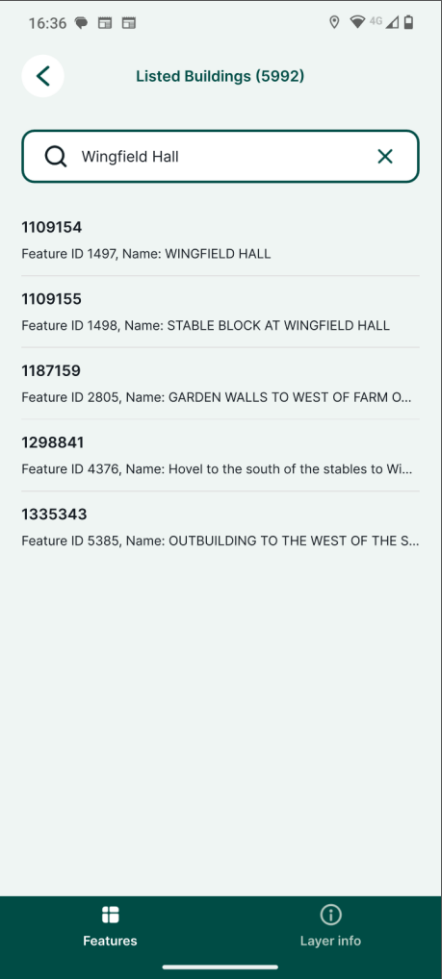 16:36
4G
Listed Buildings (5992)
Wingfield Hall
1109154
Feature ID 1497, Name: WINGFIELD HALL
1109155
Feature ID 1498, Name: STABLE BLOCK AT WINGFIELD HALL
1187159
Feature ID 2805, Name: GARDEN WALLS TO WEST OF FARM O...
1298841
Feature ID 4376, Name: Hovel to the south of the stables to Wi...
1335343
Feature ID 5385, Name: OUTBUILDING TO THE WEST OF THE S...
Features
Layer info